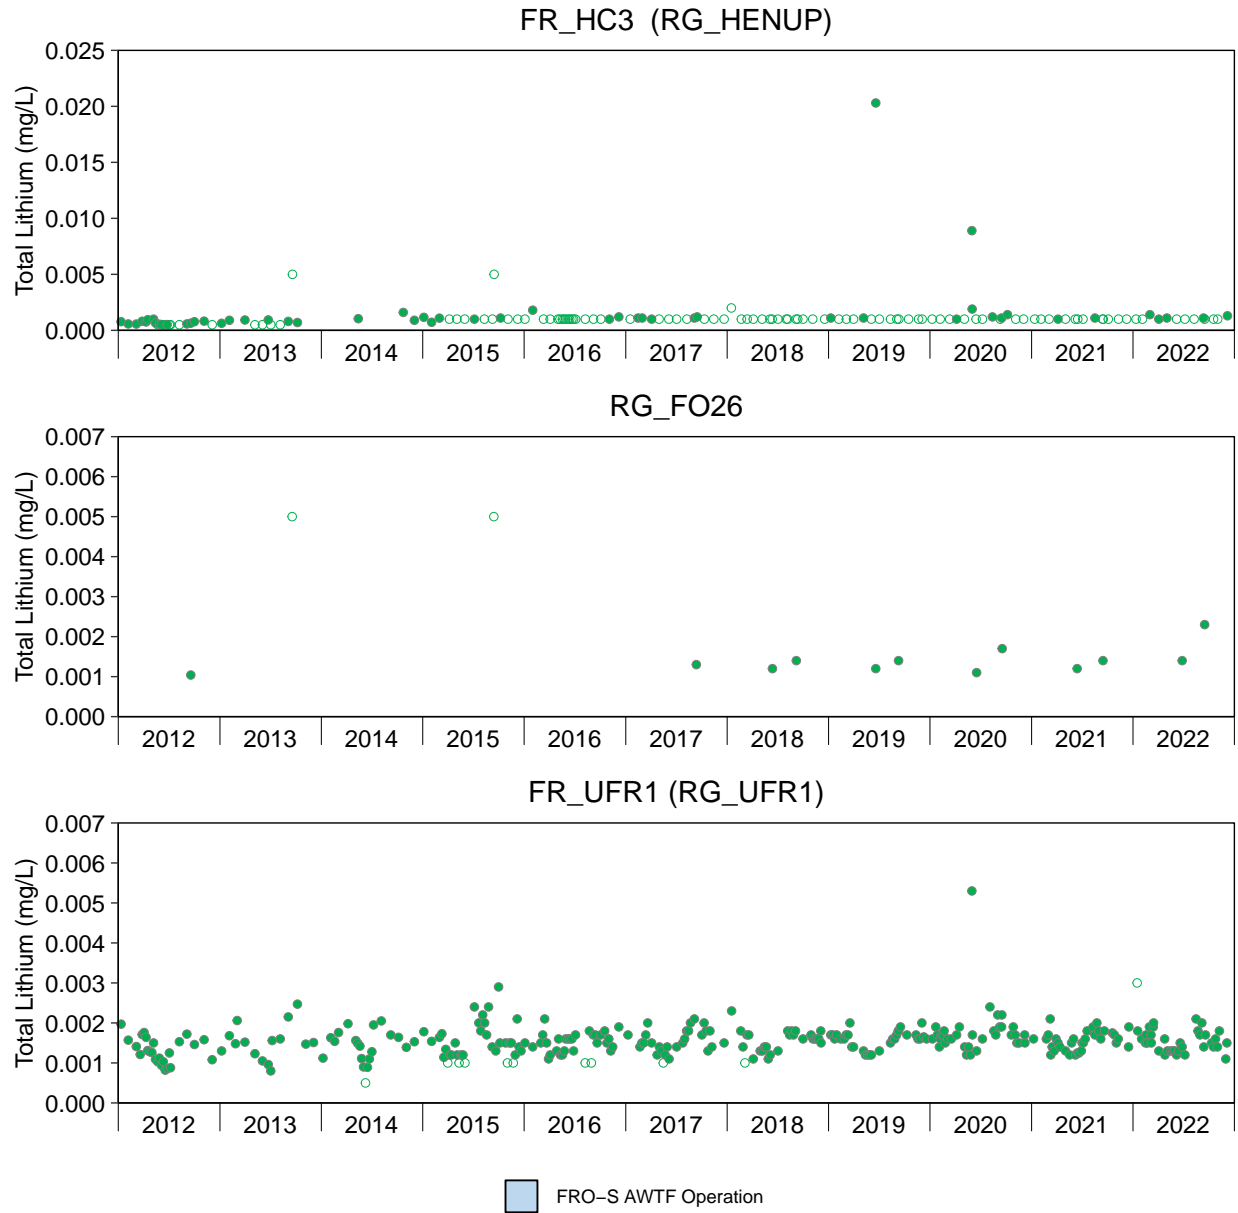 FR_HC3  (RG_HENUP)
Total Lithium (mg/L)
0.025
0.020
0.015
0.010
0.005
0.000
2012 2013 2014 2015 2016 2017 2018 2019 2020 2021 2022
RG_FO26
Total Lithium (mg/L)
0.007
0.006
0.005
0.004
0.003
0.002
0.001
0.000
2012 2013 2014 2015 2016 2017 2018 2019 2020 2021 2022
FR_UFR1 (RG_UFR1)
Total Lithium (mg/L)
0.007
0.006
0.005
0.004
0.003
0.002
0.001
0.000
2012 2013 2014 2015 2016 2017 2018 2019 2020 2021 2022
FRO−S AWTF Operation